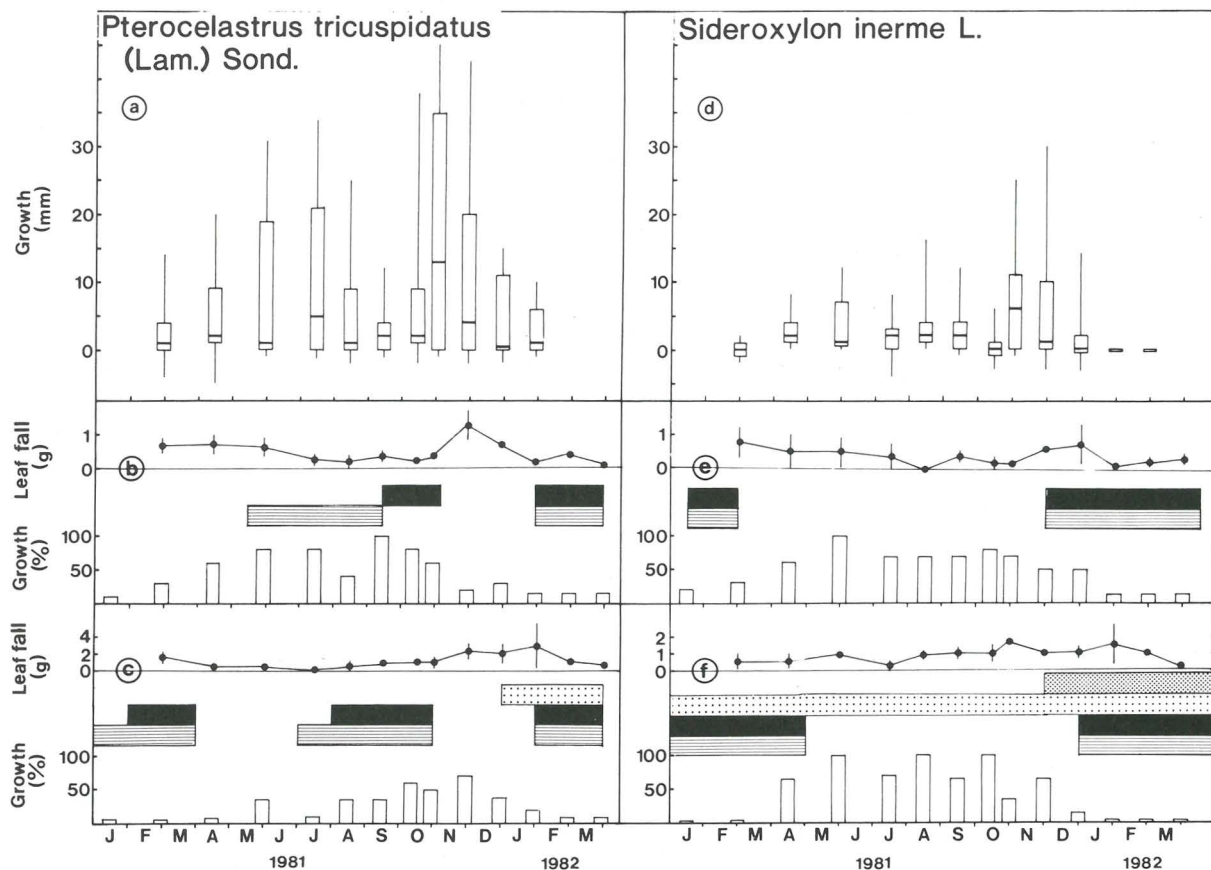 Pterocelastrus tricuspidatus
(Lam.) Sond.
Sideroxylon inerme L.
a
d
Growth
(mm)
30
20
10
0
30
20
10
0
Leaf fall
(g)
1
0
b
1
0
e
Growth
(%)
100
50
100
50
Leaf fall
(g)
4
2
0
c
2
1
0
f
Growth
(%)
100
50
100
50
J F M A M J J A S O N D J F M
J F M A M J J A S O N D J F M
1981 1982
1981 1982